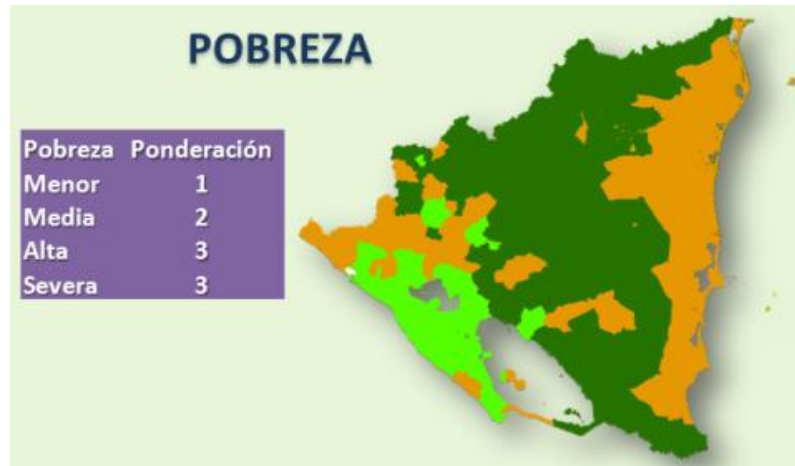 POBREZA
Pobreza Ponderación
Menor 1
Media 2
Alta 3
Severa 3